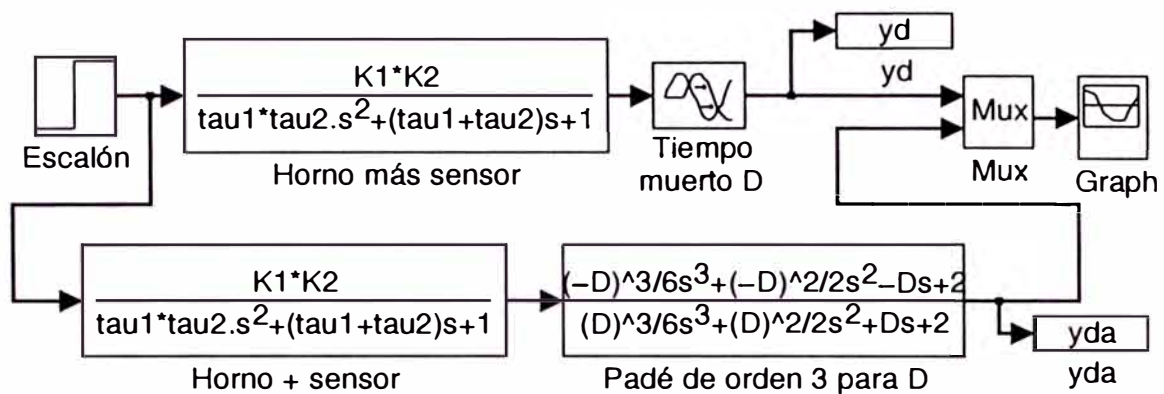 yd
yd
K1*K2
tau1*tau2.s^2+(tau1+tau2)s+1
Escalón
Horno más sensor
Tiempo
muerto D
Mux
Mux
Graph
K1*K2
tau1*tau2.s^2+(tau1+tau2)s+1
Horno + sensor
(−D)^3/6s^3+(−D)^2/2s^2−Ds+2
(D)^3/6s^3+(D)^2/2s^2+Ds+2
Padé de orden 3 para D
yda
yda